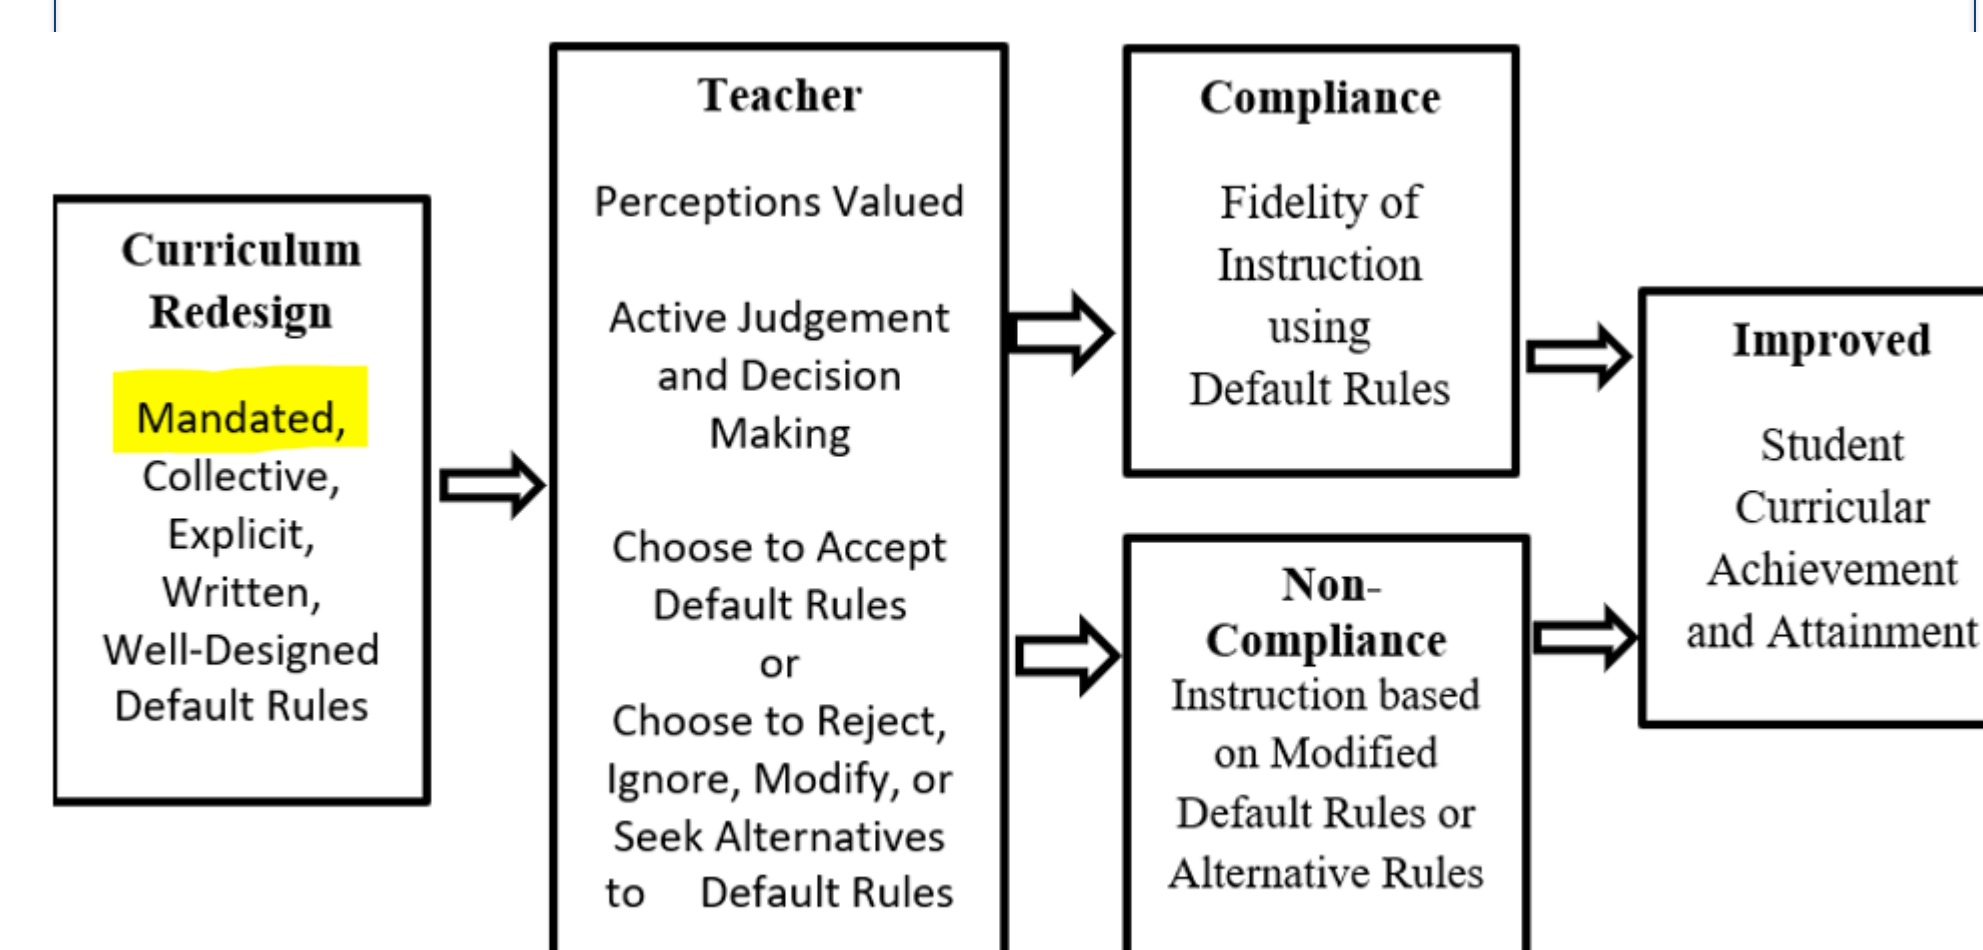 Curriculum
Redesign
Mandated,
Collective,
Explicit,
Written,
Well-Designed
Default Rules
Teacher
Perceptions Valued
Active Judgement
and Decision
Making
Choose to Accept
Default Rules
or
Choose to Reject,
Ignore, Modify, or
Seek Alternatives
to Default Rules
Compliance
Fidelity of
Instruction
using
Default Rules
Non-
Compliance
Instruction based
on Modified
Default Rules or
Alternative Rules
Improved
Student
Curricular
Achievement
and Attainment